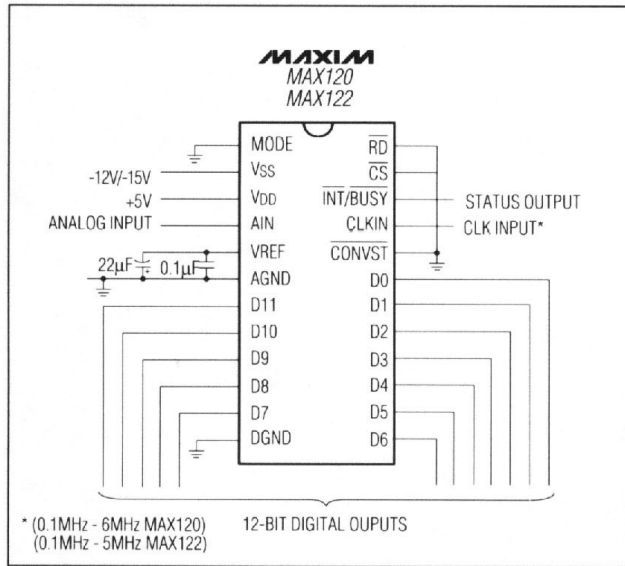 MAXIM
MAX120
MAX122
MODE
VSS
VDD
AIN
VREF
AGND
D11
D10
D9
D8
D7
DGND
RD
CS
INT/BUSY
CLKIN
CONVST
D0
D1
D2
D3
D4
D5
D6
-12V/-15V
+5V
ANALOG INPUT
22µF
+
0.1µF
STATUS OUTPUT
CLK INPUT*
12-BIT DIGITAL OUPUTS
* (0.1MHz - 6MHz MAX120)
(0.1MHz - 5MHz MAX122)